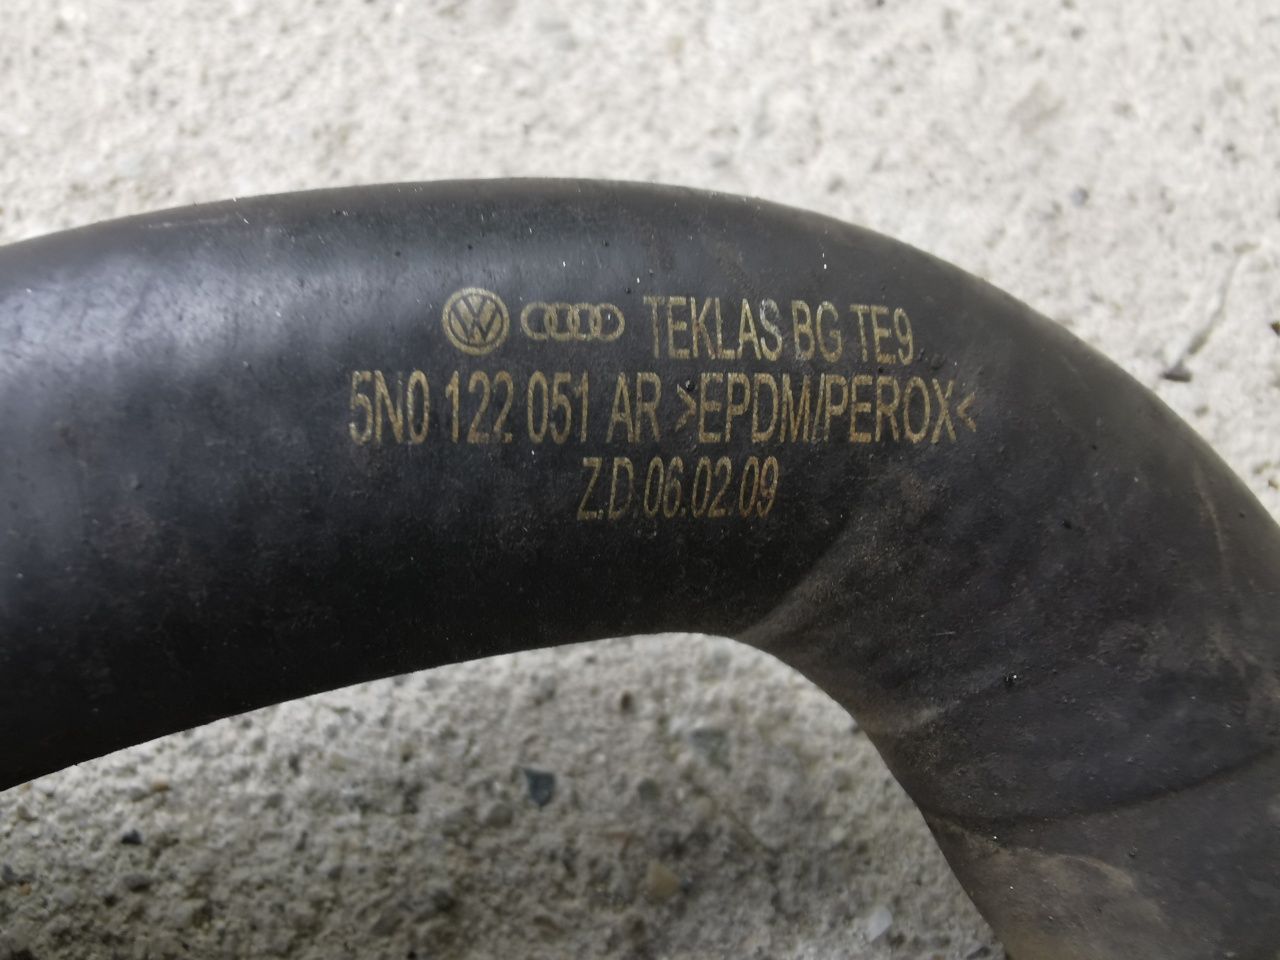 TEKLAS BG TE9
5N0 122 051 AR >EPDM/PEROX<
Z.D.06.02.09